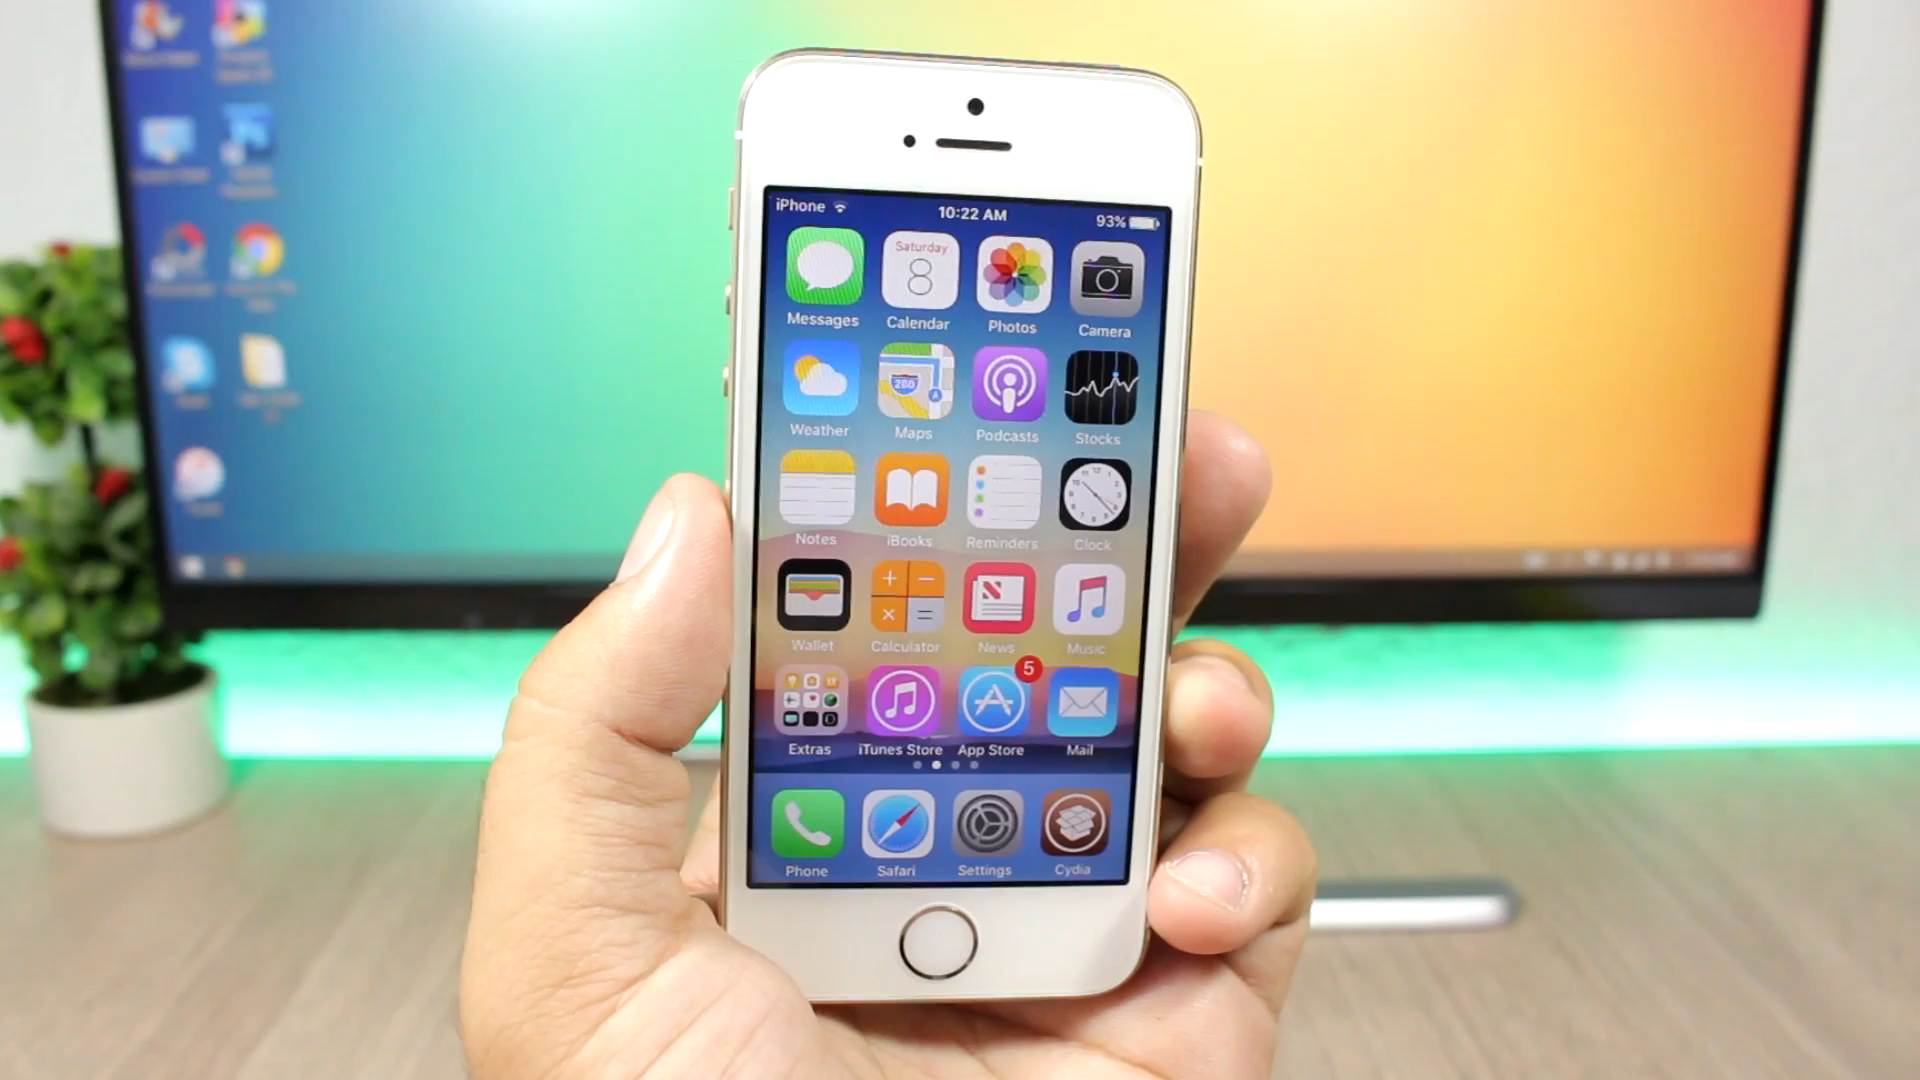 iPhone 10:22 AM 93%
Saturday
8
Messages Calendar Photos Camera
280
Weather Maps Podcasts Stocks
Notes iBooks Reminders Clock
Wallet Calculator News Music
5
Extras iTunes Store App Store Mail
Phone Safari Settings Cydia